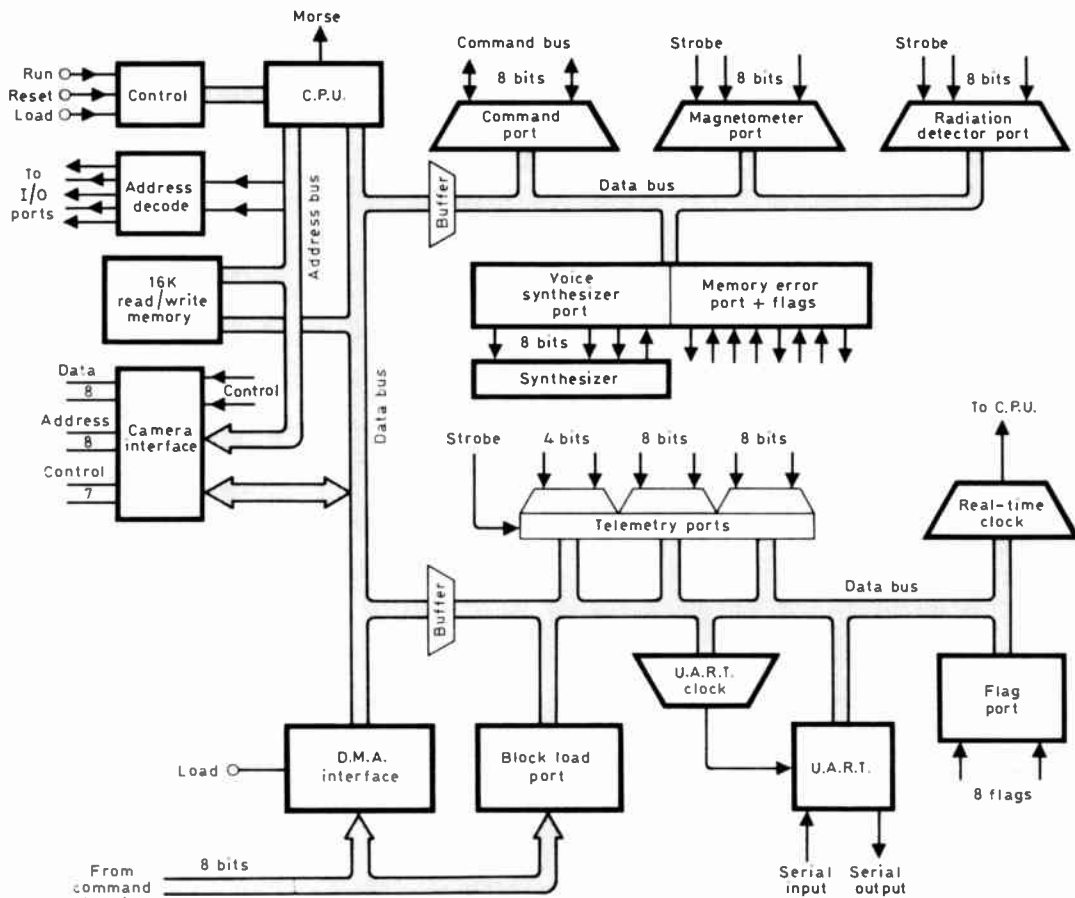 Morse
Run
Reset
Load
Control
C.P.U.
Command bus
8 bits
Command
port
Strobe
8 bits
Magnetometer
port
Strobe
8 bits
Radiation
detector port
To
I/O
ports
Address
decode
Address bus
Buffer
Data bus
16K
read/write
memory
Voice
synthesizer
port
Memory error
port + flags
8 bits
Synthesizer
Data
8
Control
Address
8
Camera
interface
Control
7
Data bus
Strobe
4 bits
8 bits
8 bits
Telemetry ports
To C.P.U.
Real-time
clock
Buffer
Data bus
U.A.R.T.
clock
Flag
port
8 flags
Load
D.M.A.
interface
Block load
port
U.A.R.T.
8 bits
From
command
Serial
input
Serial
output